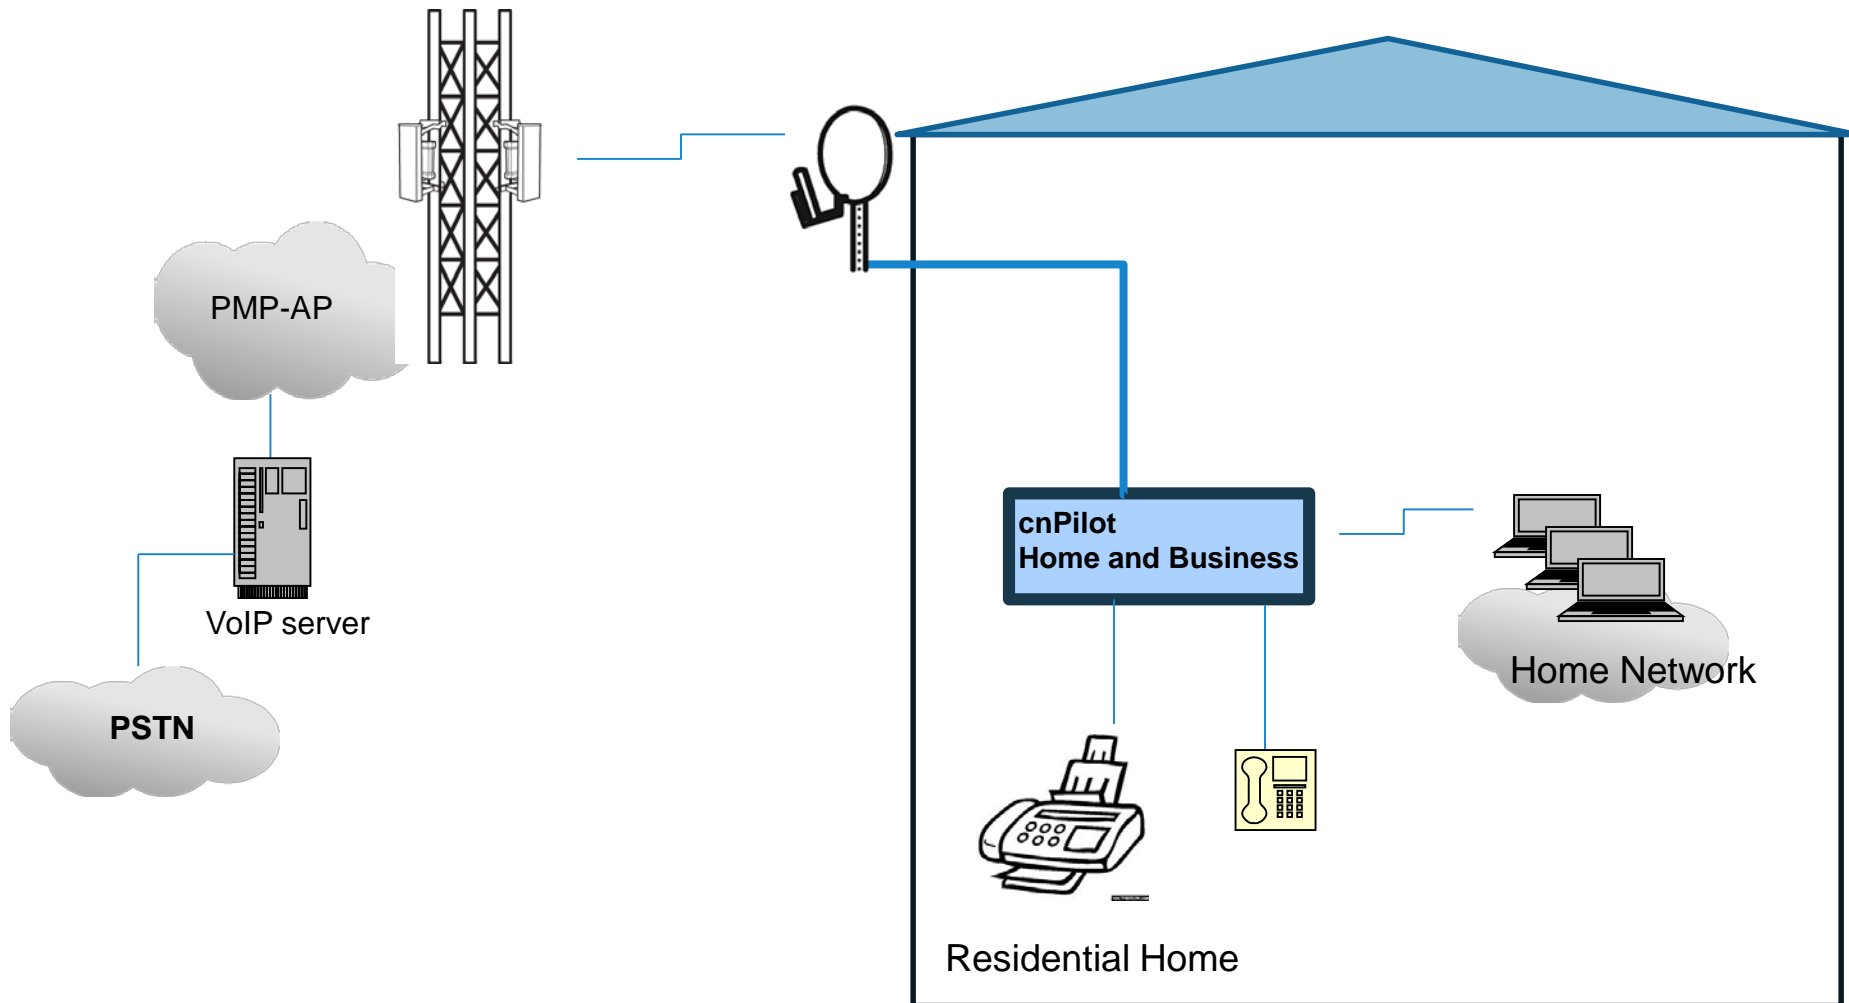 PMP-AP
cnPilot
Home and Business
VoIP server
Home Network
PSTN
Residential Home